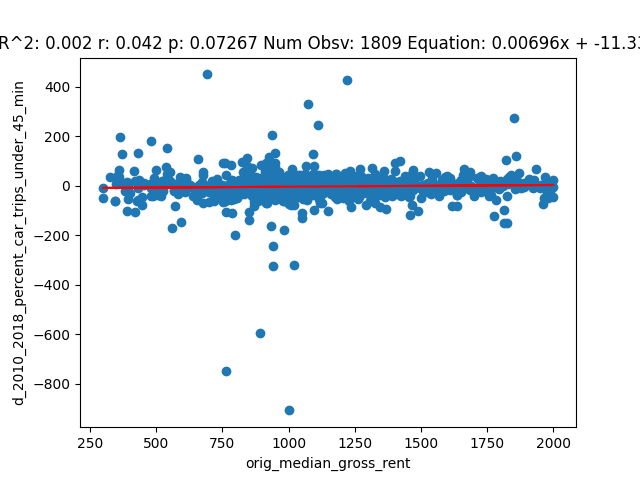 R^2: 0.002 r: 0.042 p: 0.07267 Num Obsv: 1809 Equation: 0.00696x + -11.33
d_2010_2018_percent_car_trips_under_45_min
400
200
0
−200
−400
−600
−800
250 500 750 1000 1250 1500 1750 2000
orig_median_gross_rent